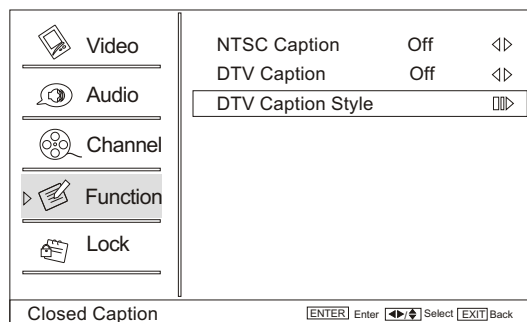 Video
Audio
Channel
Function
Lock
NTSC Caption Off
DTV Caption Off
DTV Caption Style
Closed Caption ENTER Enter Select EXIT Back